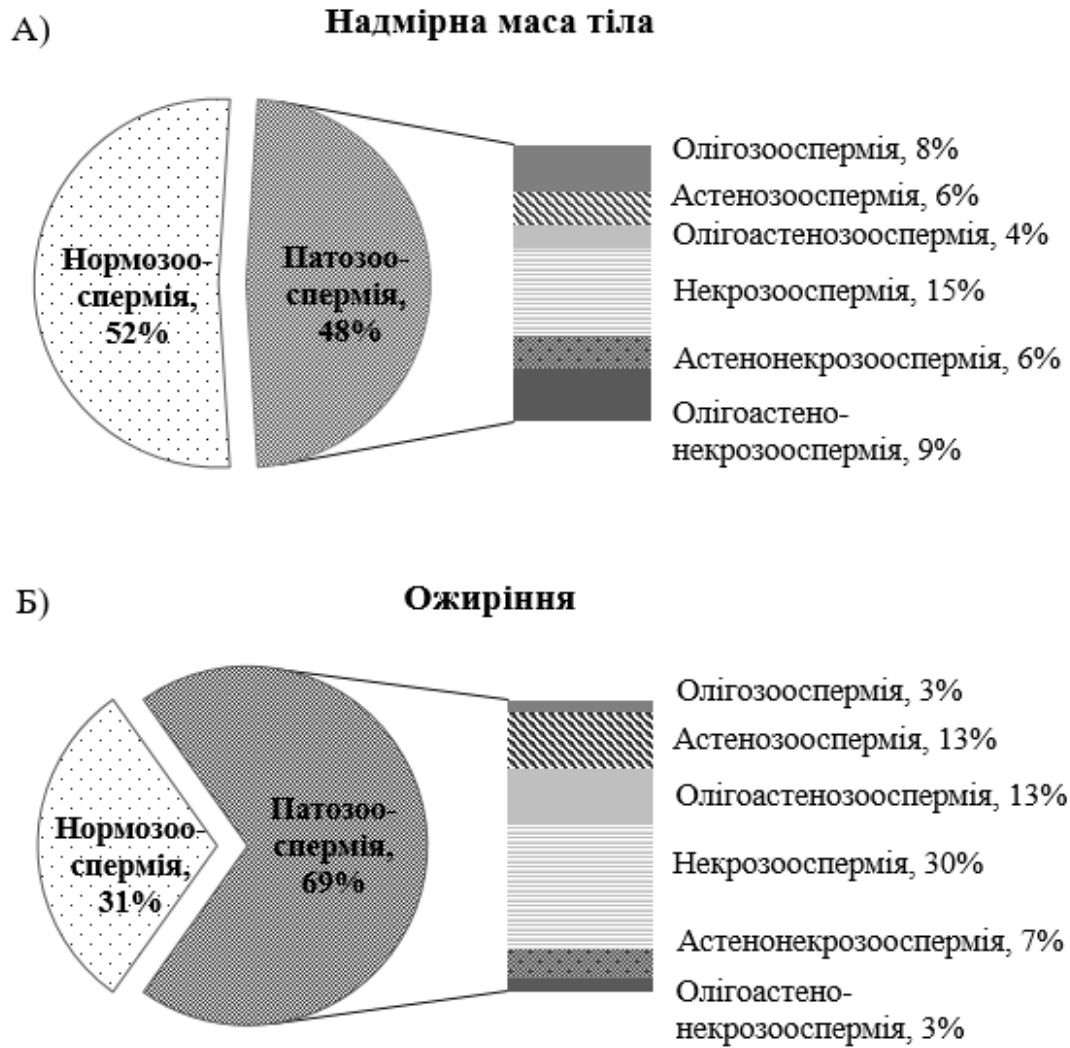 А)
Надмірна маса тіла
Нормозоо-
спермія,
52%
Патозоо-
спермія,
48%
Олігозооспермія, 8%
Астенозооспермія, 6%
Олігоастенозооспермія, 4%
Некрозооспермія, 15%
Астенонекрозооспермія, 6%
Олігоастено-
некрозооспермія, 9%
Б)
Ожиріння
Нормозоо-
спермія,
31%
Патозоо-
спермія,
69%
Олігозооспермія, 3%
Астенозооспермія, 13%
Олігоастенозооспермія, 13%
Некрозооспермія, 30%
Астенонекрозооспермія, 7%
Олігоастено-
некрозооспермія, 3%